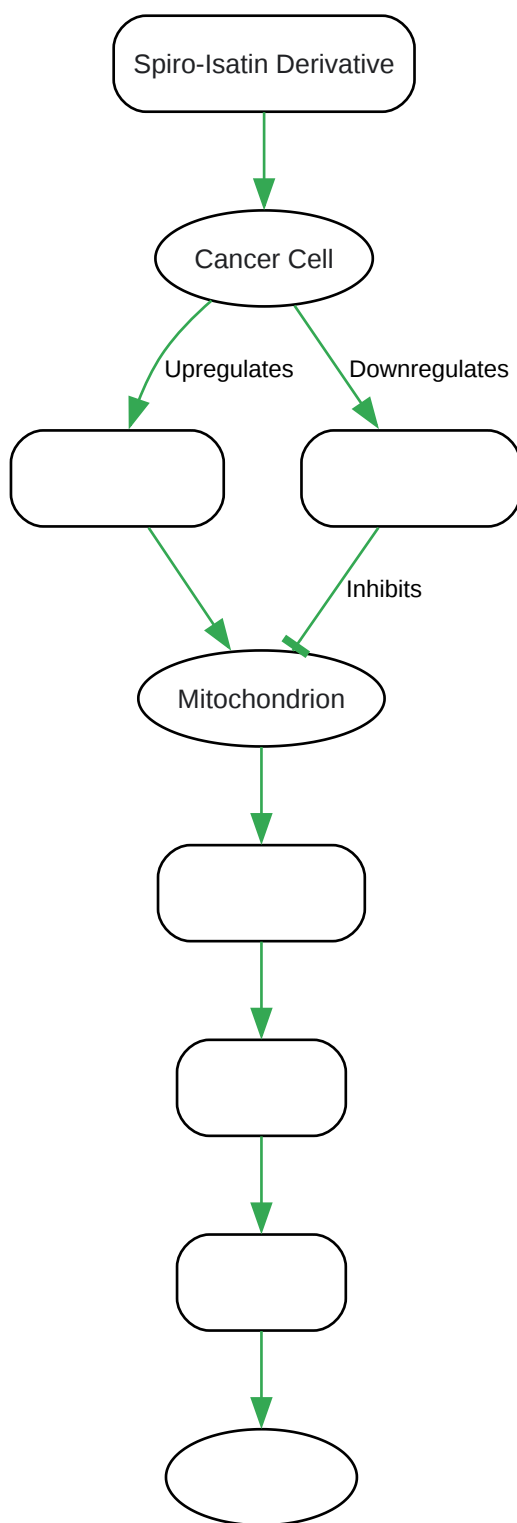 Spiro-Isatin Derivative
Cancer Cell
Upregulates
Downregulates
Inhibits
Mitochondrion